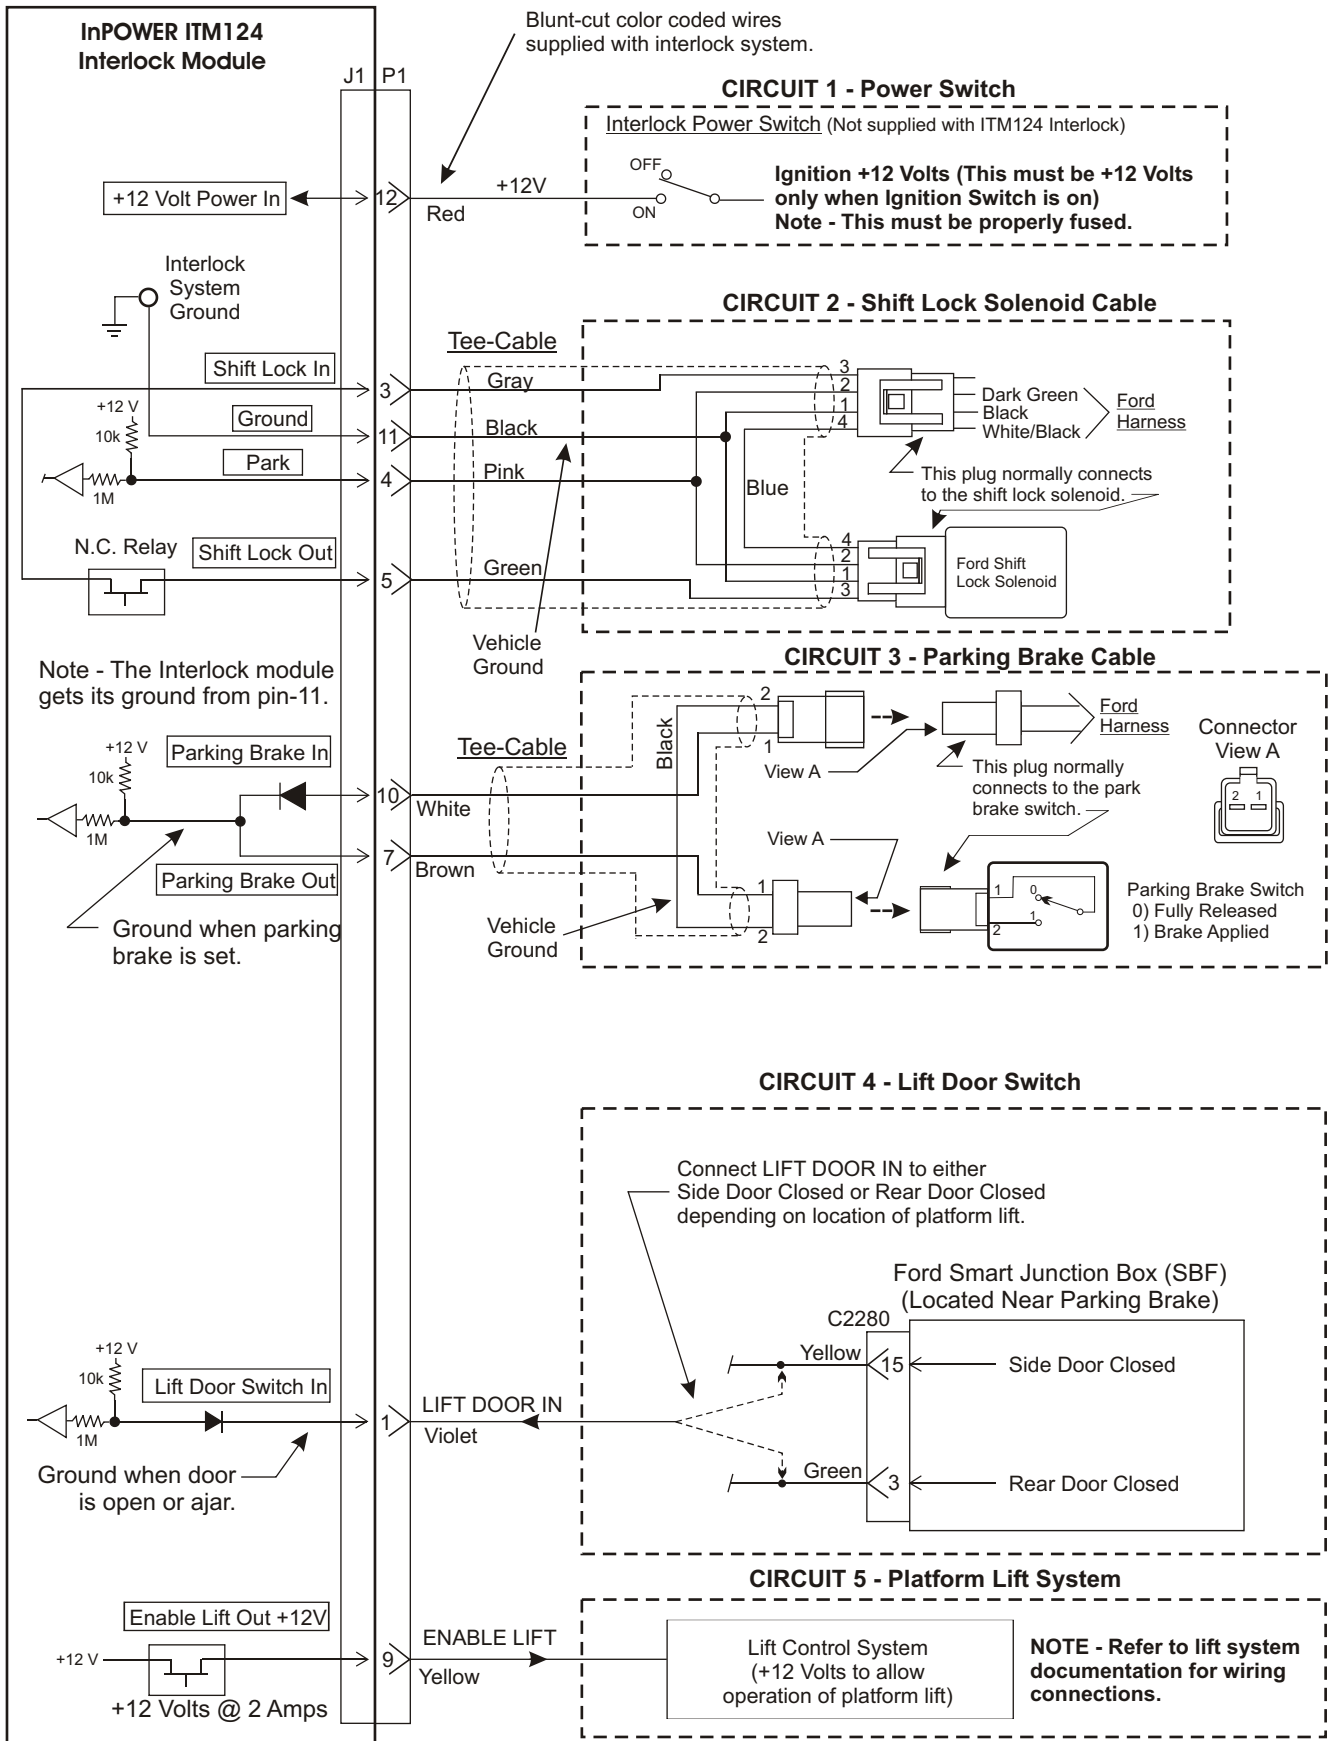 InPOWER ITM124
Interlock Module
J1 P1
Blunt-cut color coded wires
supplied with interlock system.
CIRCUIT 1 - Power Switch
Interlock Power Switch (Not supplied with ITM124 Interlock)
OFF
ON
Ignition +12 Volts (This must be +12 Volts
only when Ignition Switch is on)
Note - This must be properly fused.
+12 Volt Power In
12
+12V
Red
Interlock
System
Ground
CIRCUIT 2 - Shift Lock Solenoid Cable
Tee-Cable
Shift Lock In
3
Gray
+12 V
10k
Ground
11
Black
Park
4
Pink
1M
N.C. Relay
Shift Lock Out
5
Green
Blue
3
2
1
4
Dark Green
Black
White/Black
Ford
Harness
This plug normally connects
to the shift lock solenoid.
4
2
1
3
Ford Shift
Lock Solenoid
Vehicle
Ground
Note - The Interlock module
gets its ground from pin-11.
CIRCUIT 3 - Parking Brake Cable
+12 V
10k
1M
Parking Brake In
10
White
Tee-Cable
Black
2
1
View A
Ford
Harness
This plug normally
connects to the park
brake switch.
Connector
View A
2 1
7
Brown
Parking Brake Out
Ground when parking
brake is set.
Vehicle
Ground
View A
1
2
1
2
0
1
Parking Brake Switch
0) Fully Released
1) Brake Applied
CIRCUIT 4 - Lift Door Switch
Connect LIFT DOOR IN to either
Side Door Closed or Rear Door Closed
depending on location of platform lift.
Ford Smart Junction Box (SBF)
(Located Near Parking Brake)
C2280
Yellow
15
Side Door Closed
Green
3
Rear Door Closed
+12 V
10k
1M
Lift Door Switch In
1
LIFT DOOR IN
Violet
Ground when door
is open or ajar.
CIRCUIT 5 - Platform Lift System
Enable Lift Out +12V
+12 V
9
ENABLE LIFT
Yellow
+12 Volts @ 2 Amps
Lift Control System
(+12 Volts to allow
operation of platform lift)
NOTE - Refer to lift system
documentation for wiring
connections.